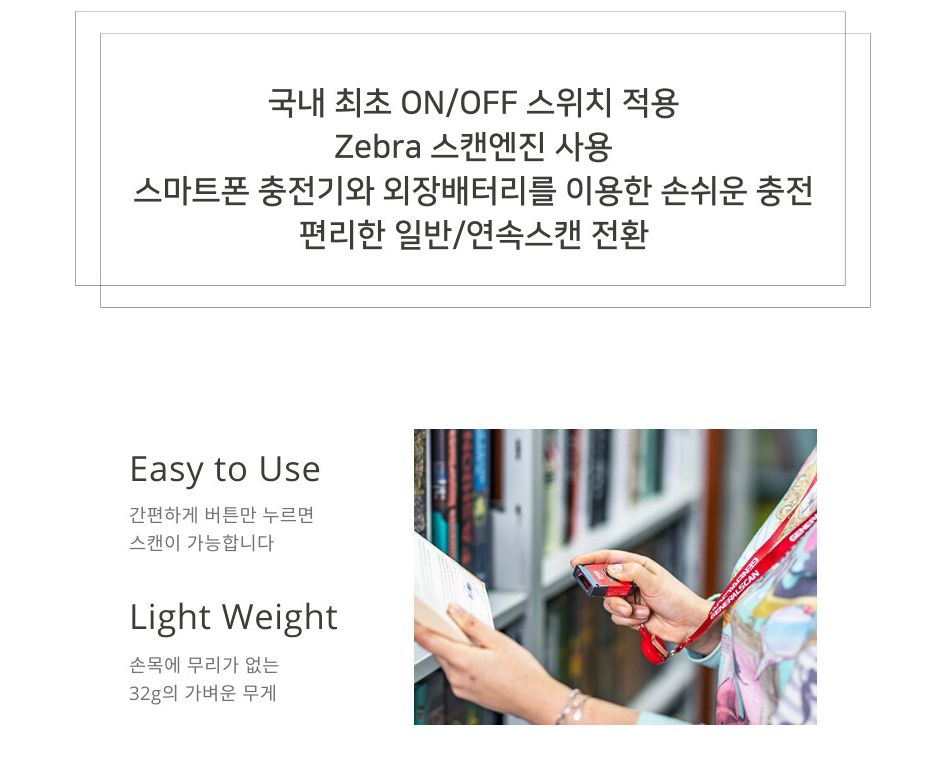 국내 최초 ON/OFF 스위치 적용
Zebra 스캔엔진 사용
스마트폰 충전기와 외장배터리를 이용한 손쉬운 충전
편리한 일반/연속스캔 전환
Easy to Use
간편하게 버튼만 누르면
스캔이 가능합니다
Light Weight
손목에 무리가 없는
32g의 가벼운 무게
GENERALSCAN